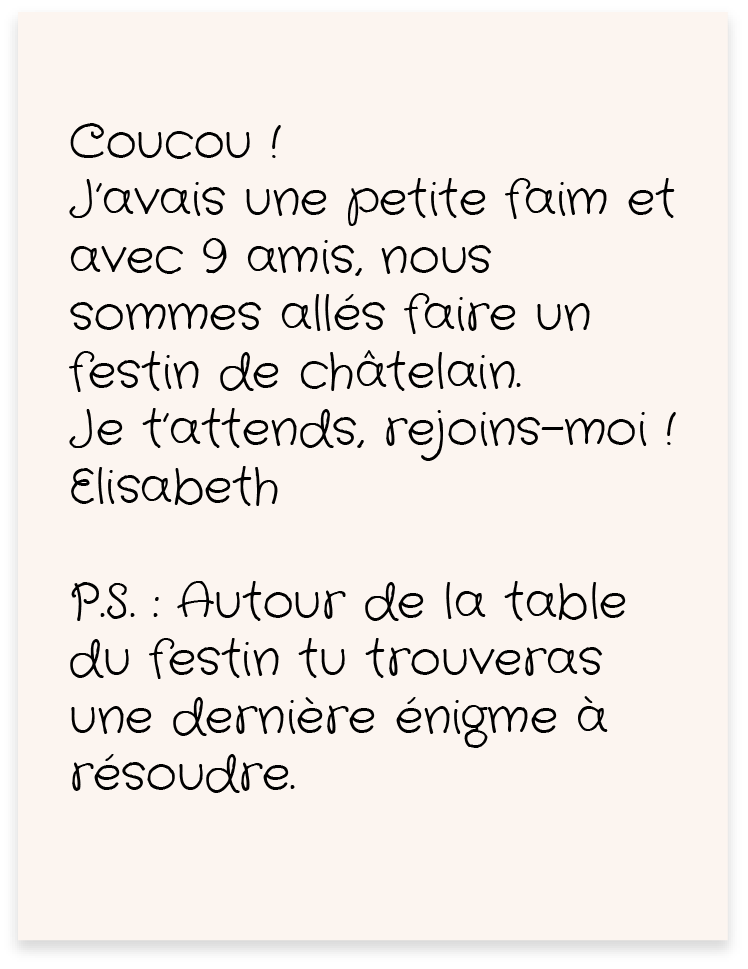 Coucou !
J'avais une petite faim et
avec 9 amis, nous
sommes allés faire un
festin de châtelain.
Je t'attends, rejoins-moi !
Elisabeth
P.S. : Autour de la table
du festin tu trouveras
une dernière énigme à
résoudre.